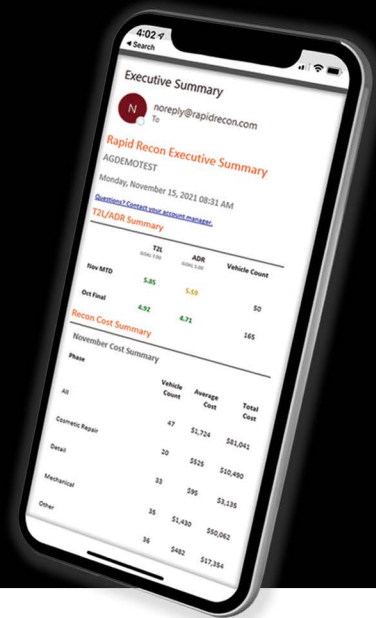 4:02
◀ Search
Executive Summary
N
noreply@rapidrecon.com
To
Rapid Recon Executive Summary
AGDEMOTEST
Monday, November 15, 2021 08:31 AM
Questions? Contact your account manager.
T2L/ADR Summary
T2L ADR Vehicle Count
GOAL GOAL
Nov MTD 5.85 5.59 50
Oct Final 4.92 4.71 165
Recon Cost Summary
November Cost Summary
Phase Vehicle Count Average Cost Total Cost
All 47 $1,724 $81,041
Cosmetic Repair 20 $525 $10,490
Detail 33 $95 $3,135
Mechanical 35 $1,430 $50,062
Other 36 $482 $17,354